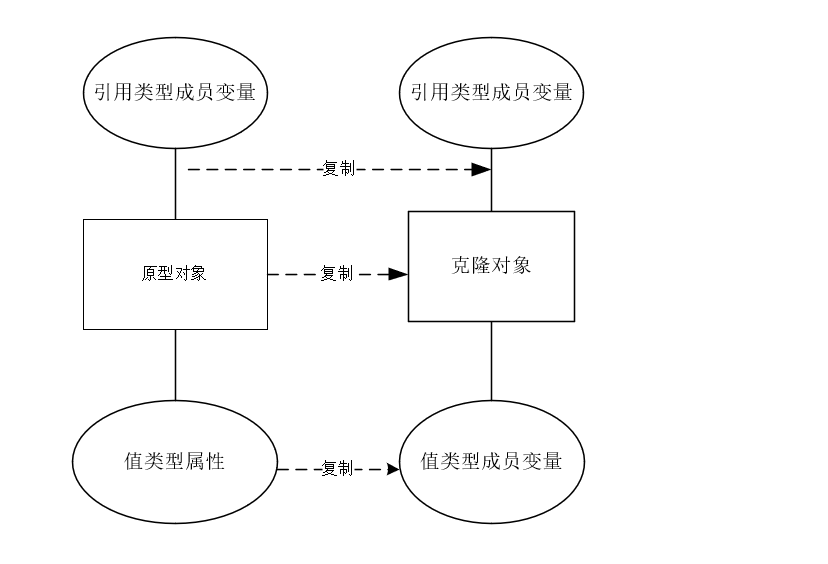 引用类型成员变量
引用类型成员变量
复制
原型对象
复制
克隆对象
值类型属性
复制
值类型成员变量